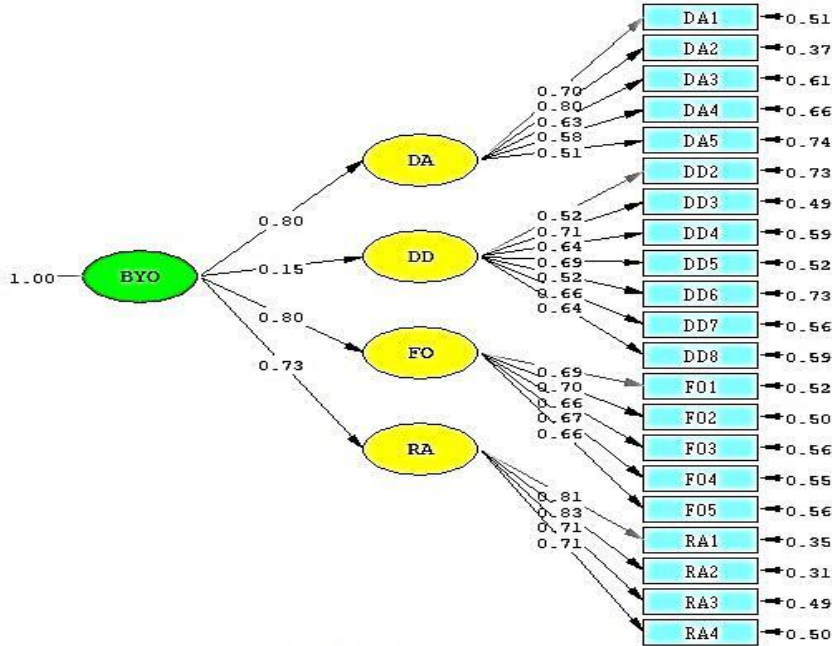 DA1 0.51
DA2 0.37
DA3 0.61
DA4 0.66
DA5 0.74
DD2 0.73
DD3 0.49
DD4 0.59
DD5 0.52
DD6 0.73
DD7 0.56
DD8 0.59
FO1 0.52
FO2 0.50
FO3 0.56
FO4 0.55
FO5 0.56
RA1 0.35
RA2 0.31
RA3 0.49
RA4 0.50
0.70
0.80
0.63
0.58
0.51
DA
0.52
0.71
0.64
0.69
0.52
0.66
0.64
DD
0.69
0.70
0.66
0.67
0.66
FO
0.81
0.83
0.71
0.71
RA
0.80
0.15
0.80
0.73
1.00 BYO